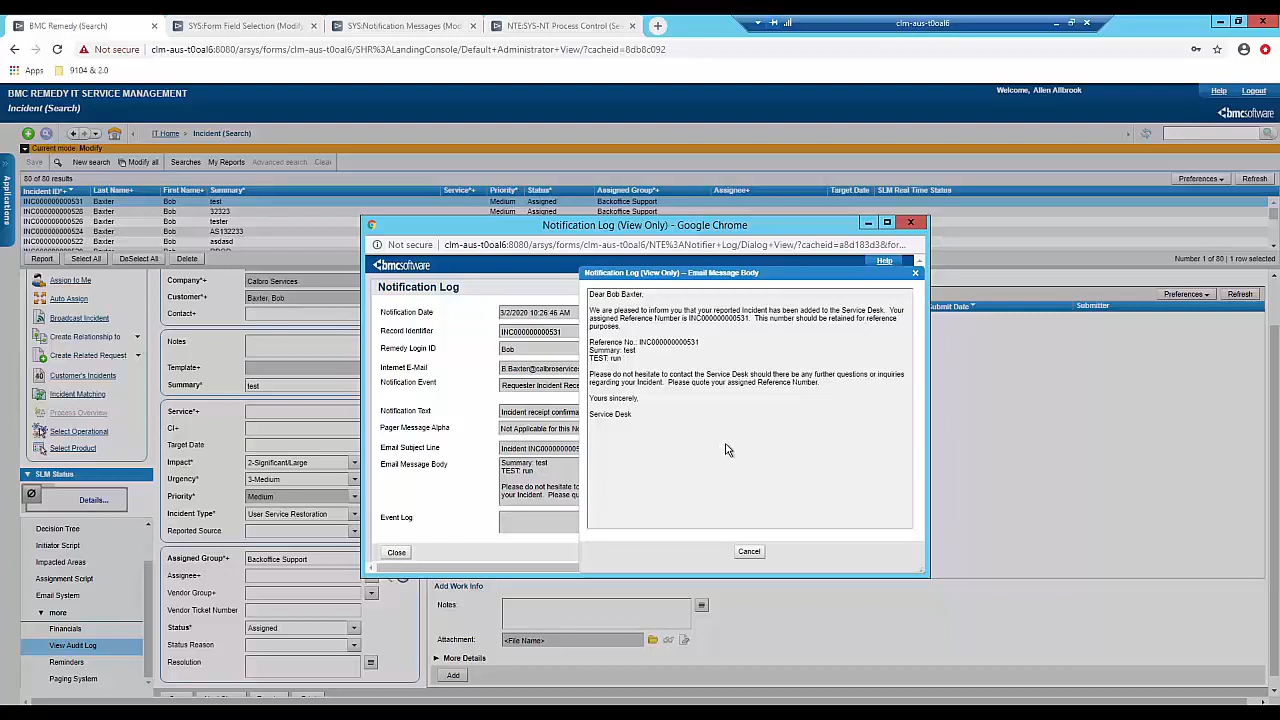 BMC Remedy (Search)
SYS:Form Field Selection (Modify
SYS:Notification Messages (Mod
NTE:SYS-NT Process Control (Se
clm-aus-t0oal6
Not secure
clm-aus-t0oal6:8080/arsys/forms/clm-aus-t0oal6/SHR%3ALandingConsole/Default+Administrator+View/?cacheid=8db8c092
Apps
9104 & 2.0
BMC REMEDY IT SERVICE MANAGEMENT
Welcome, Allen Allbrook
Help
Logout
Incident (Search)
bmcsoftware
IT Home
Incident (Search)
Current mode: Modify
Save
New search
Modify all
Searches
My Reports
Advanced search
Clear
80 of 80 results
Preferences
Refresh
Incident ID*+ Last Name+ First Name+ Summary* Service*+ Priority* Status* Assigned Group*+ Assignee+ Target Date SLM Real Time Status
INC000000000531 Baxter Bob test Medium Assigned Backoffice Support
INC000000000528 Baxter Bob 32323 Medium Assigned Backoffice Support
INC000000000526 Baxter Bob tester
INC000000000524 Baxter Bob 321?32233
INC000000000522 Baxter Bob asdasd
Report
Select All
DeSelect All
Delete
Number 1 of 80 | 1 row selected
Assign to Me
Auto Assign
Broadcast Incident
Create Relationship to
Create Related Request
Customer's Incidents
Incident Matching
Process Overview
Select Operational
Select Product
SLM Status
Details...
Decision Tree
Initiator Script
Impacted Areas
Assignment Script
Email System
more
Financials
View Audit Log
Reminders
Paging System
Company*+ Calbro Services
Customer*+ Baxter, Bob
Contact+
Notes
Template+
Summary* test
Service*+
CI+
Target Date
Impact* 2-Significant/Large
Urgency* 3-Medium
Priority* Medium
Incident Type* User Service Restoration
Reported Source
Assigned Group*+ Backoffice Support
Assignee+
Vendor Group+
Vendor Ticket Number
Status* Assigned
Status Reason
Resolution
Notification Log (View Only) - Google Chrome
Not secure
clm-aus-t0oal6:8080/arsys/forms/clm-aus-t0oal6/NTE%3ANotifier+Log/Dialog+View/?cacheid=a8d183d3&for...
bmcsoftware
Help
Notification Log
Notification Date 3/2/2020 10:26:46 AM
Record Identifier INC000000000531
Remedy Login ID Bob
Internet E-Mail B.Baxter@calbroservices
Notification Event Requester Incident Rece
Notification Text Incident receipt confirma
Pager Message Alpha Not Applicable for this No
Email Subject Line Incident INC0000000005
Email Message Body Summary: test
TEST: run
Please do not hesitate to
your Incident. Please qu
Event Log
Close
Notification Log (View Only) – Email Message Body
Dear Bob Baxter,
We are pleased to inform you that your reported Incident has been added to the Service Desk. Your
assigned Reference Number is INC000000000531. This number should be retained for reference
purposes.
Reference No.: INC000000000531
Summary: test
TEST: run
Please do not hesitate to contact the Service Desk should there be any further questions or inquiries
regarding your Incident. Please quote your assigned Reference Number.
Yours sincerely,
Service Desk
Cancel
Preferences
Refresh
Submit Date
Submitter
Add Work Info
Notes:
Attachment: <File Name>
More Details
Add
Applications